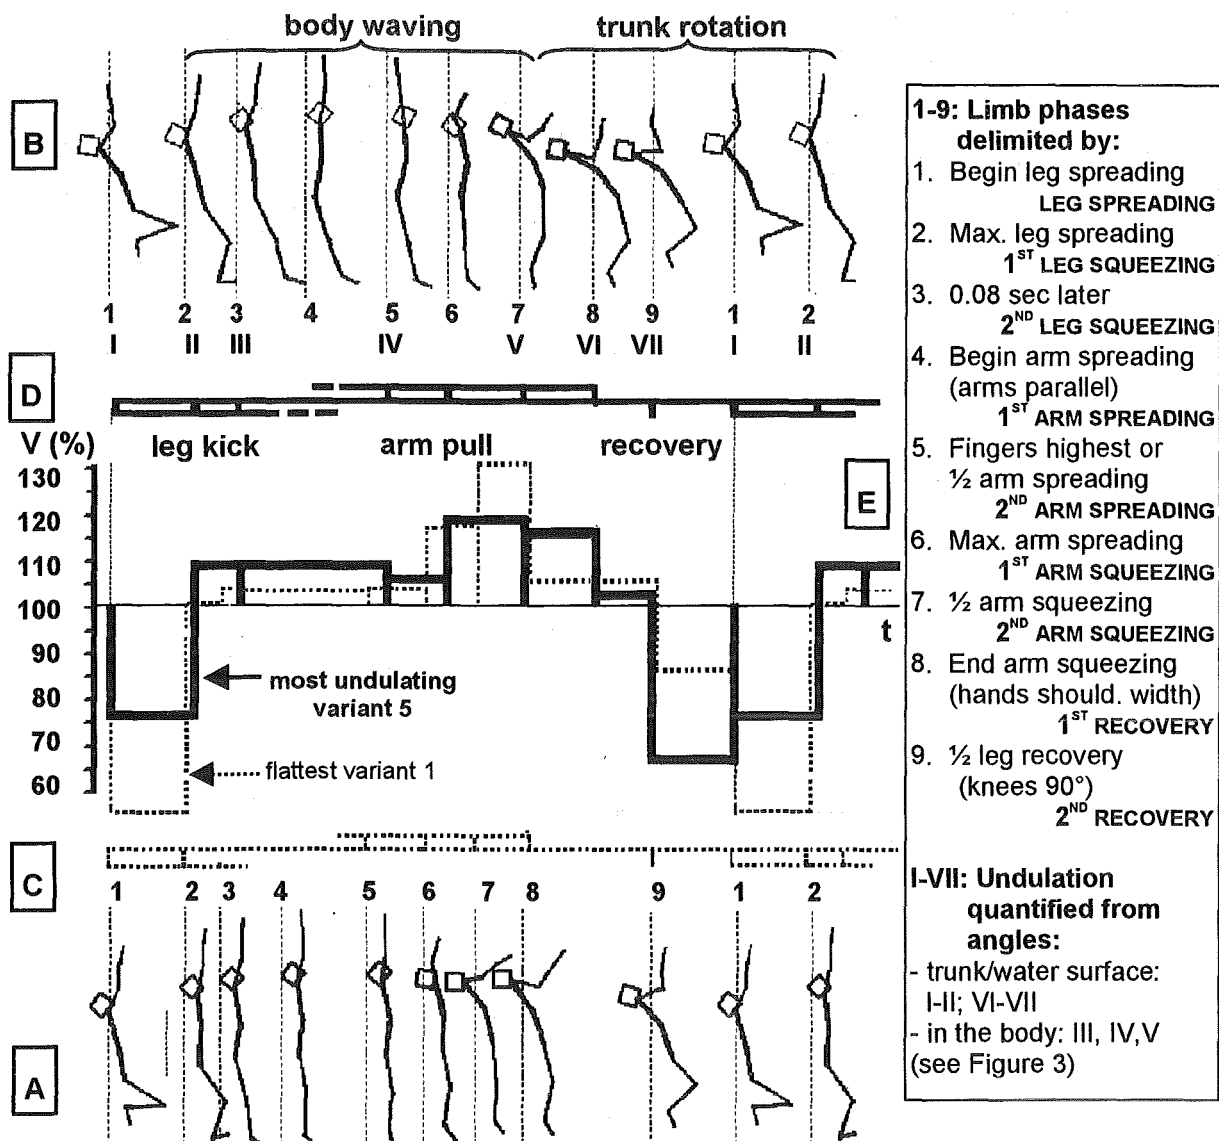 body waving trunk rotation
B
1 2 3 4 5 6 7 8 9 1 2
I II III IV V VI VII I II
D
leg kick arm pull recovery
V (%)
130
120
110
100
90
80
70
60
E
t
most undulating
variant 5
flattest variant 1
C
1 2 3 4 5 6 7 8 9 1 2
A
1-9: Limb phases
delimited by:
1. Begin leg spreading
LEG SPREADING
2. Max. leg spreading
1ST LEG SQUEEZING
3. 0.08 sec later
2ND LEG SQUEEZING
4. Begin arm spreading
(arms parallel)
1ST ARM SPREADING
5. Fingers highest or
½ arm spreading
2ND ARM SPREADING
6. Max. arm spreading
1ST ARM SQUEEZING
7. ½ arm squeezing
2ND ARM SQUEEZING
8. End arm squeezing
(hands should. width)
1ST RECOVERY
9. ½ leg recovery
(knees 90°)
2ND RECOVERY
I-VII: Undulation
quantified from
angles:
- trunk/water surface:
I-II; VI-VII
- in the body: III, IV,V
(see Figure 3)